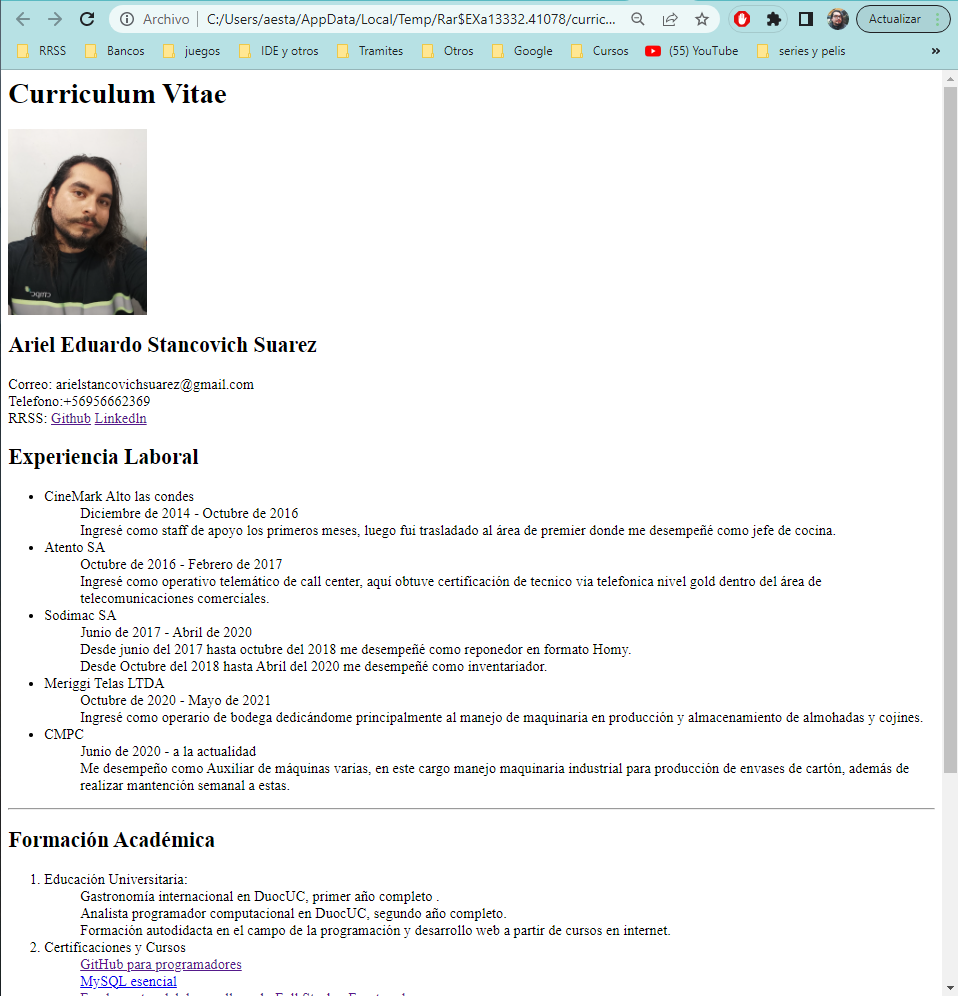 Archivo | C:/Users/aesta/AppData/Local/Temp/Rar$EXa13332.41078/curric... Actualizar
RRSS Bancos juegos IDE y otros Tramites Otros Google Cursos (55) YouTube series y pelis »
Curriculum Vitae
Ariel Eduardo Stancovich Suarez
Correo: arielstancovichsuarez@gmail.com
Telefono:+56956662369
RRSS: Github Linkedln
Experiencia Laboral
• CineMark Alto las condes
Diciembre de 2014 - Octubre de 2016
Ingresé como staff de apoyo los primeros meses, luego fui trasladado al área de premier donde me desempeñé como jefe de cocina.
• Atento SA
Octubre de 2016 - Febrero de 2017
Ingresé como operativo telemático de call center, aquí obtuve certificación de tecnico via telefonica nivel gold dentro del área de
telecomunicaciones comerciales.
• Sodimac SA
Junio de 2017 - Abril de 2020
Desde junio del 2017 hasta octubre del 2018 me desempeñé como reponedor en formato Homy.
Desde Octubre del 2018 hasta Abril del 2020 me desempeñé como inventariador.
• Meriggi Telas LTDA
Octubre de 2020 - Mayo de 2021
Ingresé como operario de bodega dedicándome principalmente al manejo de maquinaria en producción y almacenamiento de almohadas y cojines.
• CMPC
Junio de 2020 - a la actualidad
Me desempeño como Auxiliar de máquinas varias, en este cargo manejo maquinaria industrial para producción de envases de cartón, además de
realizar mantención semanal a estas.
Formación Académica
1. Educación Universitaria:
Gastronomía internacional en DuocUC, primer año completo .
Analista programador computacional en DuocUC, segundo año completo.
Formación autodidacta en el campo de la programación y desarrollo web a partir de cursos en internet.
2. Certificaciones y Cursos
GitHub para programadores
MySQL esencial